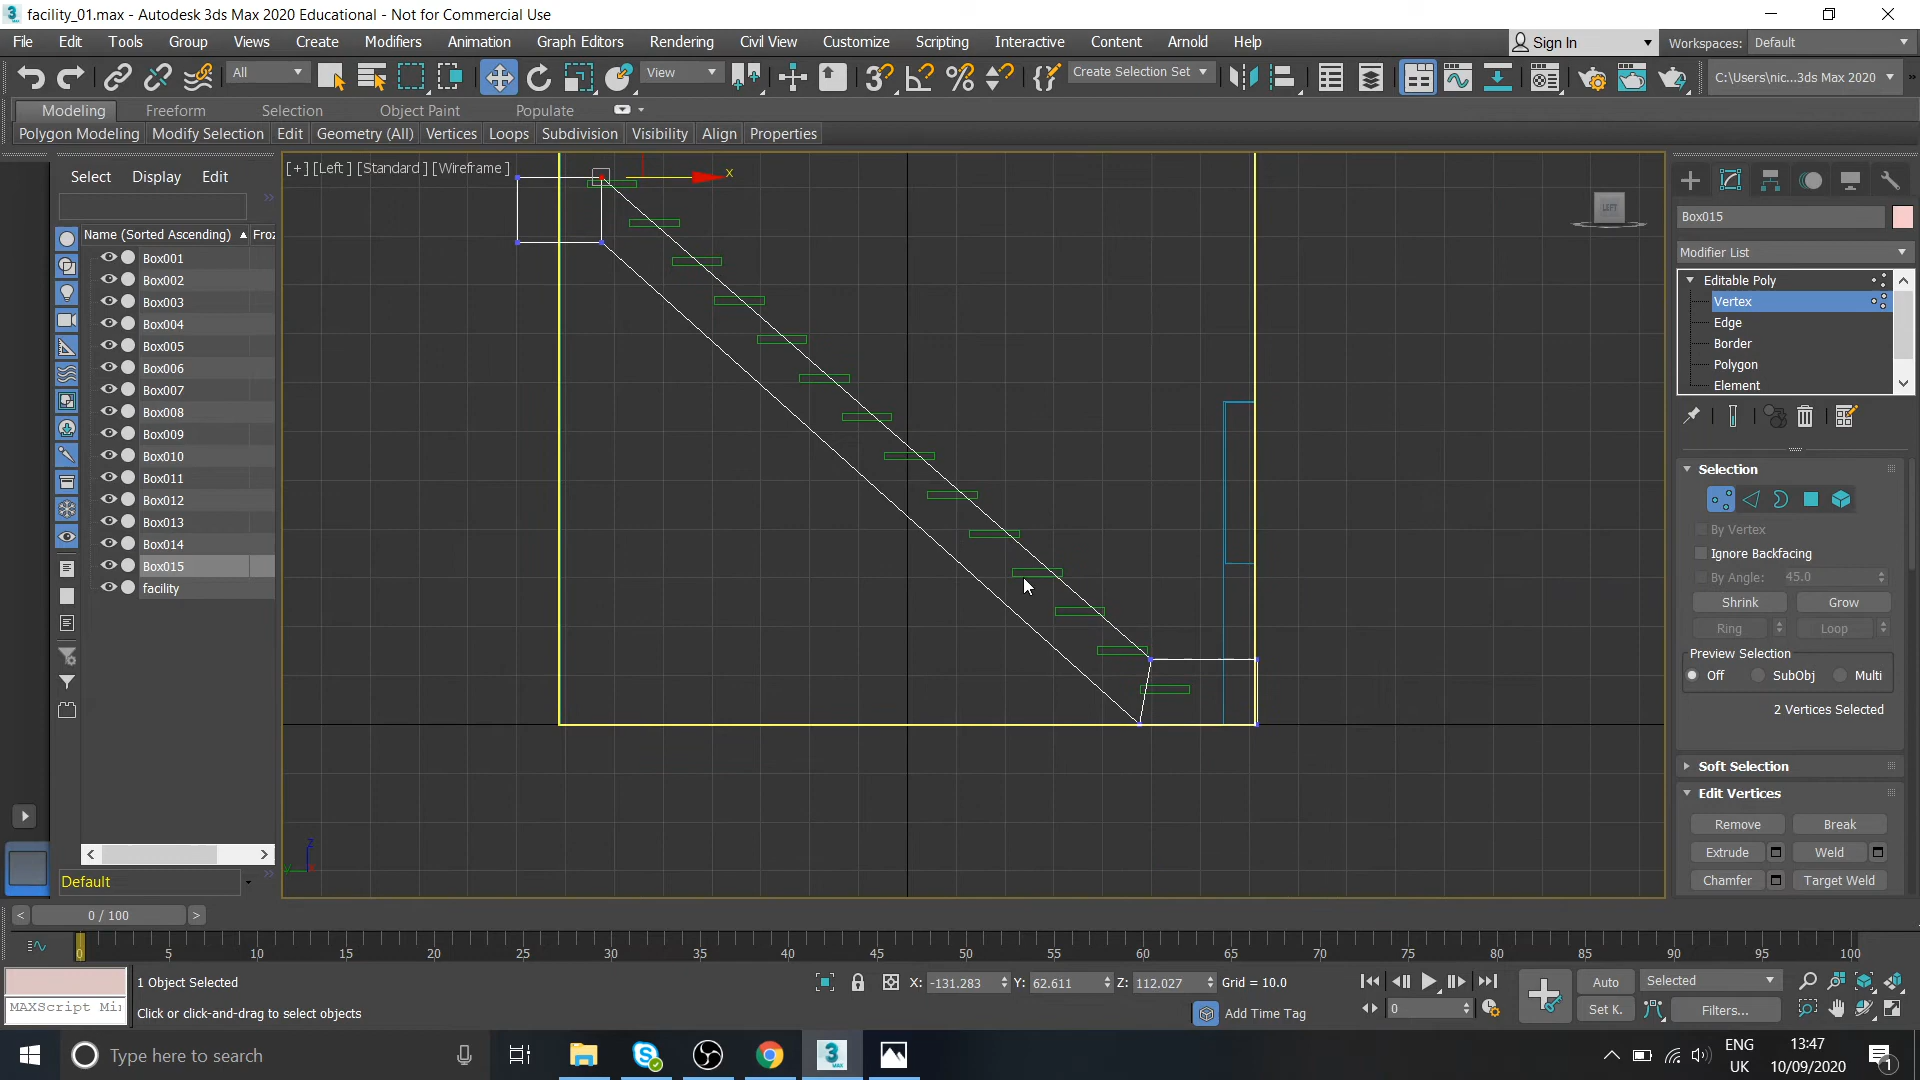 facility_01.max - Autodesk 3ds Max 2020 Educational - Not for Commercial Use
File Edit Tools Group Views Create Modifiers Animation Graph Editors Rendering Civil View Customize Scripting Interactive Content Arnold Help Sign In Workspaces: Default
All View Create Selection Set C:\Users\nic...3ds Max 2020
Modeling Freeform Selection Object Paint Populate
Polygon Modeling Modify Selection Edit Geometry (All) Vertices Loops Subdivision Visibility Align Properties
[+] [Left ] [Standard ] [Wireframe ]
Select Display Edit
Name (Sorted Ascending) Froz
Box001
Box002
Box003
Box004
Box005
Box006
Box007
Box008
Box009
Box010
Box011
Box012
Box013
Box014
Box015
facility
Default
x
z
LEFT
Box015
Modifier List
Editable Poly
Vertex
Edge
Border
Polygon
Element
Selection
By Vertex
Ignore Backfacing
By Angle: 45.0
Shrink Grow
Ring Loop
Preview Selection
Off SubObj Multi
2 Vertices Selected
Soft Selection
Edit Vertices
Remove Break
Extrude Weld
Chamfer Target Weld
< 0 / 100 >
0 5 10 15 20 25 30 35 40 45 50 55 60 65 70 75 80 85 90 95 100
1 Object Selected X: -131.283 Y: 62.611 Z: 112.027 Grid = 10.0 Auto Selected
MAXScript Mi Click or click-and-drag to select objects Add Time Tag 0 Set K. Filters...
Type here to search
ENG
UK
13:47
10/09/2020
1